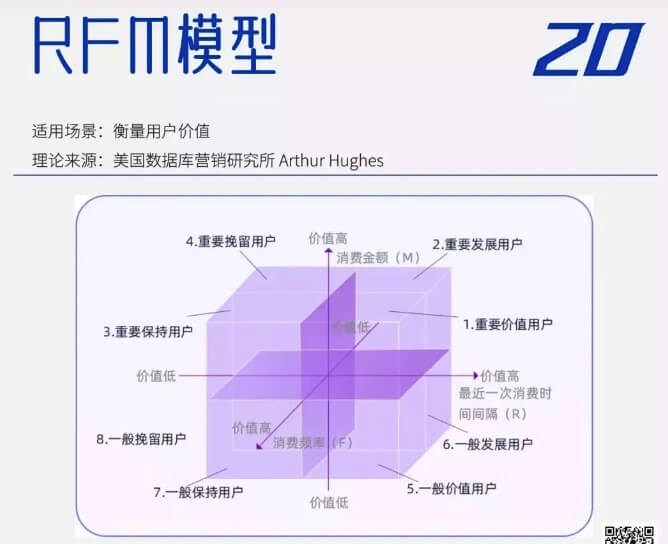 RFM模型
20
适用场景：衡量用户价值
理论来源：美国数据库营销研究所 Arthur Hughes
4.重要挽留用户
价值高
2.重要发展用户
消费金额（M）
3.重要保持用户
价值低
1.重要价值用户
价值低
价值高
最近一次消费时
间间隔（R）
8.一般挽留用户
价值高
消费频率（F）
6.一般发展用户
7.一般保持用户
5.一般价值用户
价值低